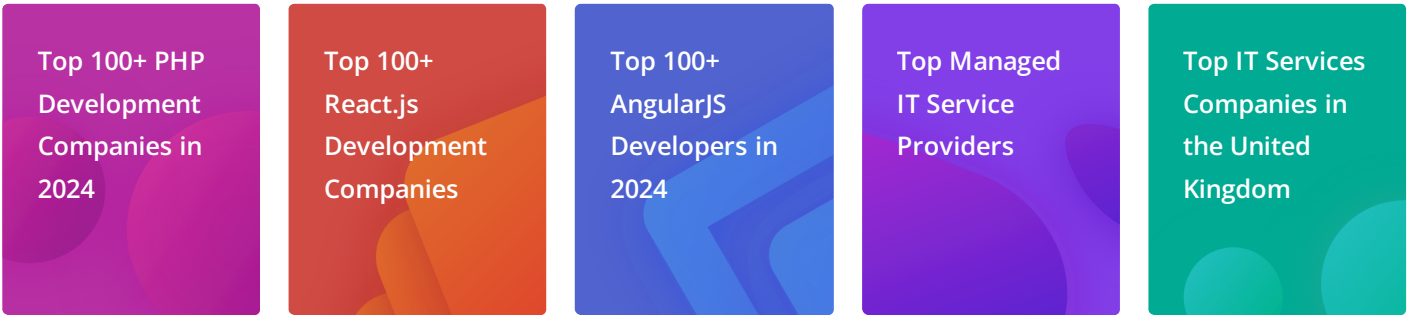 Top 100+ PHP
Development
Companies in
2024
Top 100+
React.js
Development
Companies
Top 100+
AngularJS
Developers in
2024
Top Managed
IT Service
Providers
Top IT Services
Companies in
the United
Kingdom